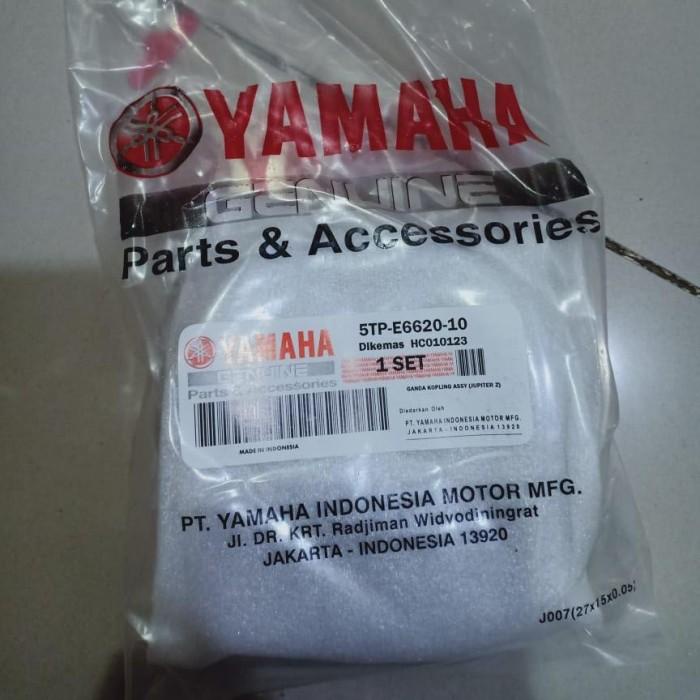 YAMAHA
GENUINE
Parts & Accessories
YAMAHA
GENUINE
Parts & Accessories
5TP-E6620-10
Dikemas HC010123
1 SET
GANDA KOPLING ASSY (JUPITER Z)
Diedarkan Oleh
PT. YAMAHA INDONESIA MOTOR MFG.
JAKARTA - INDONESIA 13920
MADE IN INDONESIA
PT. YAMAHA INDONESIA MOTOR MFG.
Jl. DR. KRT. Radjiman Widyodiningrat
JAKARTA - INDONESIA 13920
J007(27x15x0.05)